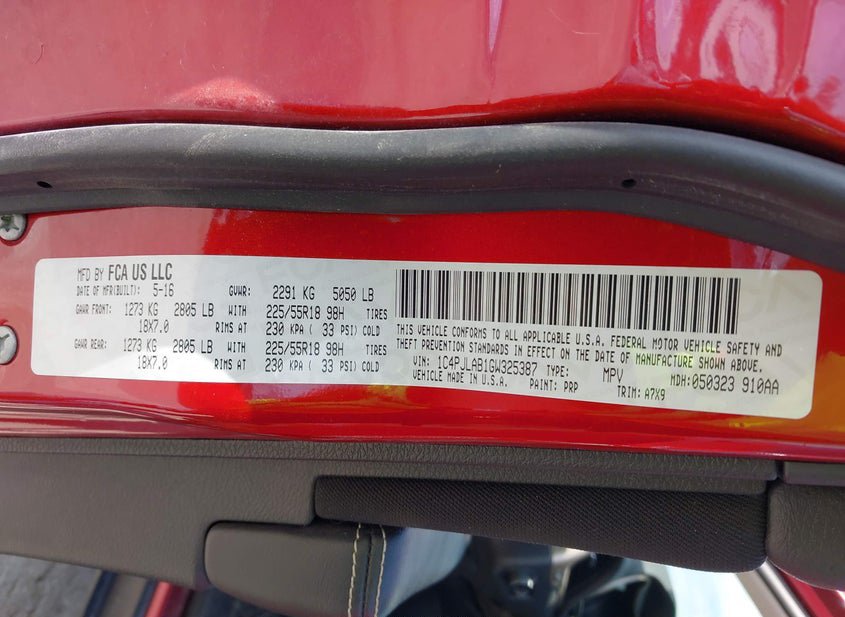 MFD BY FCA US LLC
DATE OF MFR(BUILT): 5-16 GVWR: 2291 KG 5050 LB
GAWR FRONT: 1273 KG 2805 LB WITH 225/55R18 98H TIRES
18X7.0 RIMS AT 230 KPA ( 33 PSI) COLD
GAWR REAR: 1273 KG 2805 LB WITH 225/55R18 98H TIRES
18X7.0 RIMS AT 230 KPA ( 33 PSI) COLD
THIS VEHICLE CONFORMS TO ALL APPLICABLE U.S.A. FEDERAL MOTOR VEHICLE SAFETY AND
THEFT PREVENTION STANDARDS IN EFFECT ON THE DATE OF MANUFACTURE SHOWN ABOVE.
VIN: 1C4PJLAB1GW325387 TYPE: MPV MDH:050323 910AA
VEHICLE MADE IN U.S.A. PAINT: PRP TRIM: A7X9